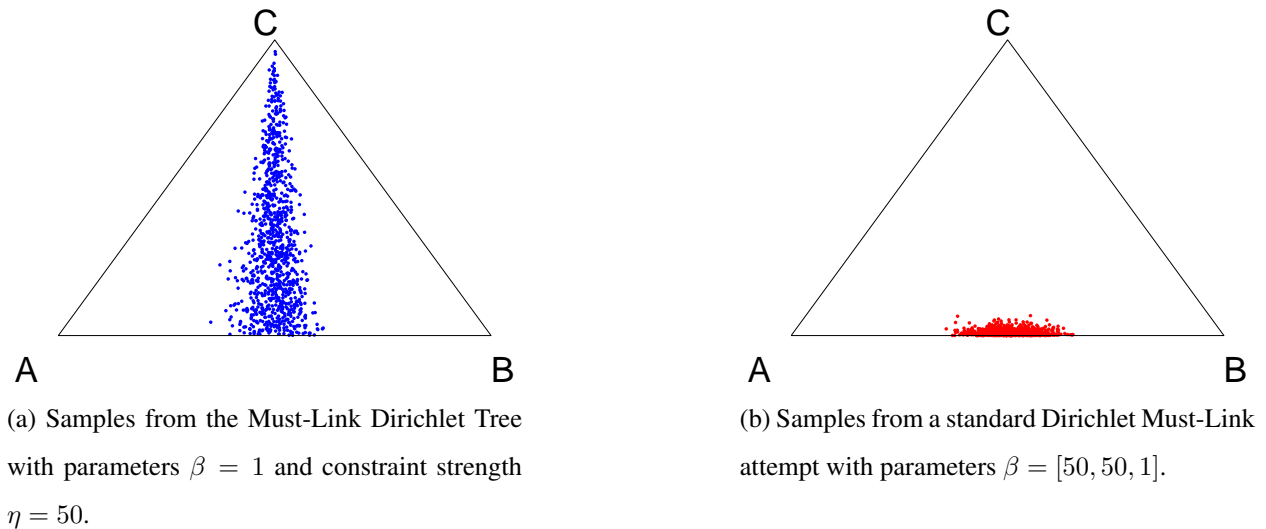 C
A
B
(a) Samples from the Must-Link Dirichlet Tree
with parameters β = 1 and constraint strength
η = 50.
C
A
B
(b) Samples from a standard Dirichlet Must-Link
attempt with parameters β = [50, 50, 1].